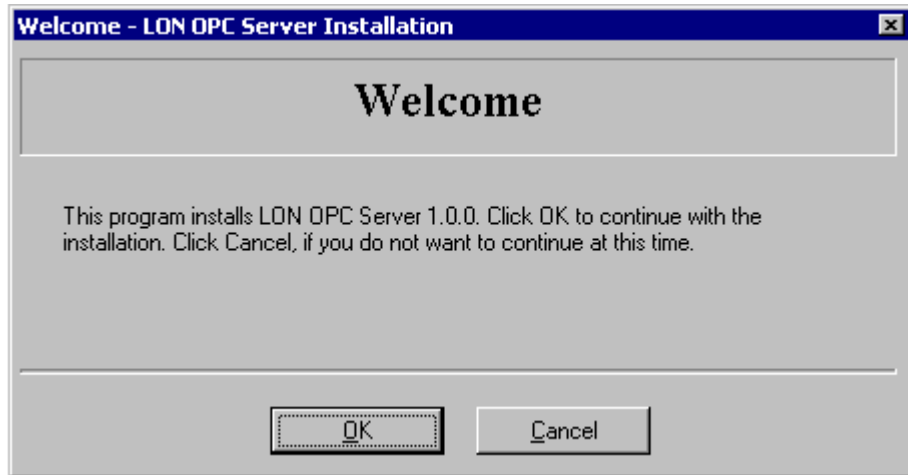 Welcome - LON OPC Server Installation
Welcome
This program installs LON OPC Server 1.0.0. Click OK to continue with the
installation. Click Cancel, if you do not want to continue at this time.
OK
Cancel